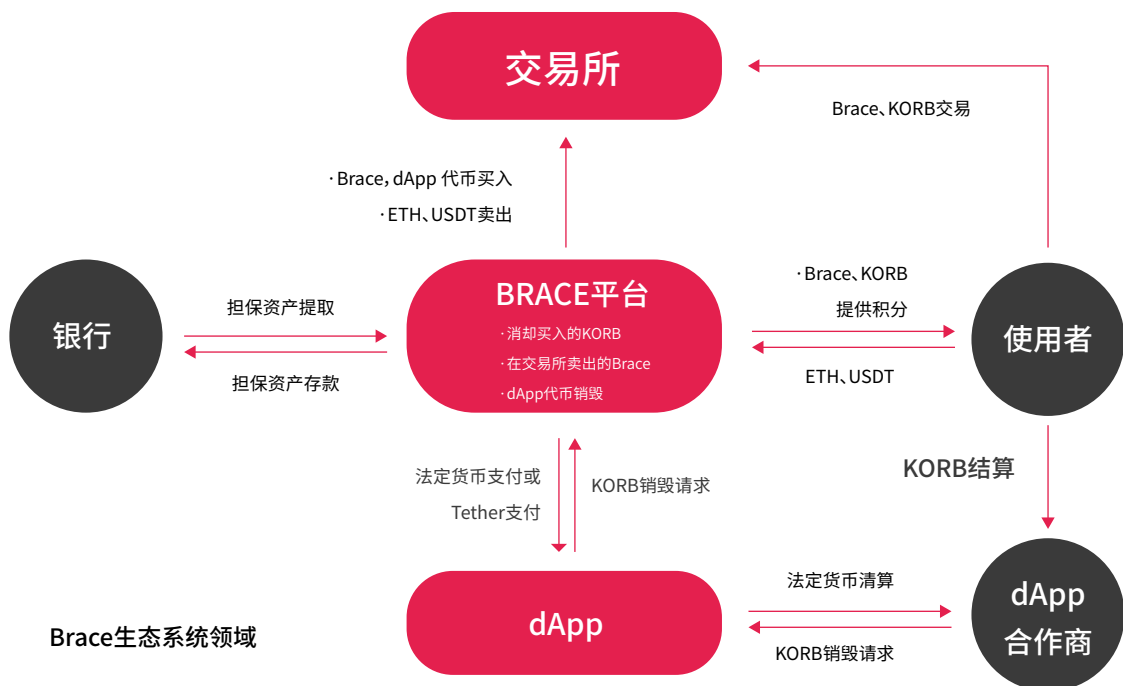 交易所
Brace、KORB交易
·Brace，dApp 代币买入
·ETH、USDT卖出
银行
担保资产提取
担保资产存款
BRACE平台
·消却买入的KORB
·在交易所卖出的Brace
·dApp代币销毁
·Brace、KORB
提供积分
ETH、USDT
使用者
法定货币支付或
Tether支付
KORB销毁请求
KORB结算
Brace生态系统领域
dApp
法定货币清算
KORB销毁请求
dApp
合作商